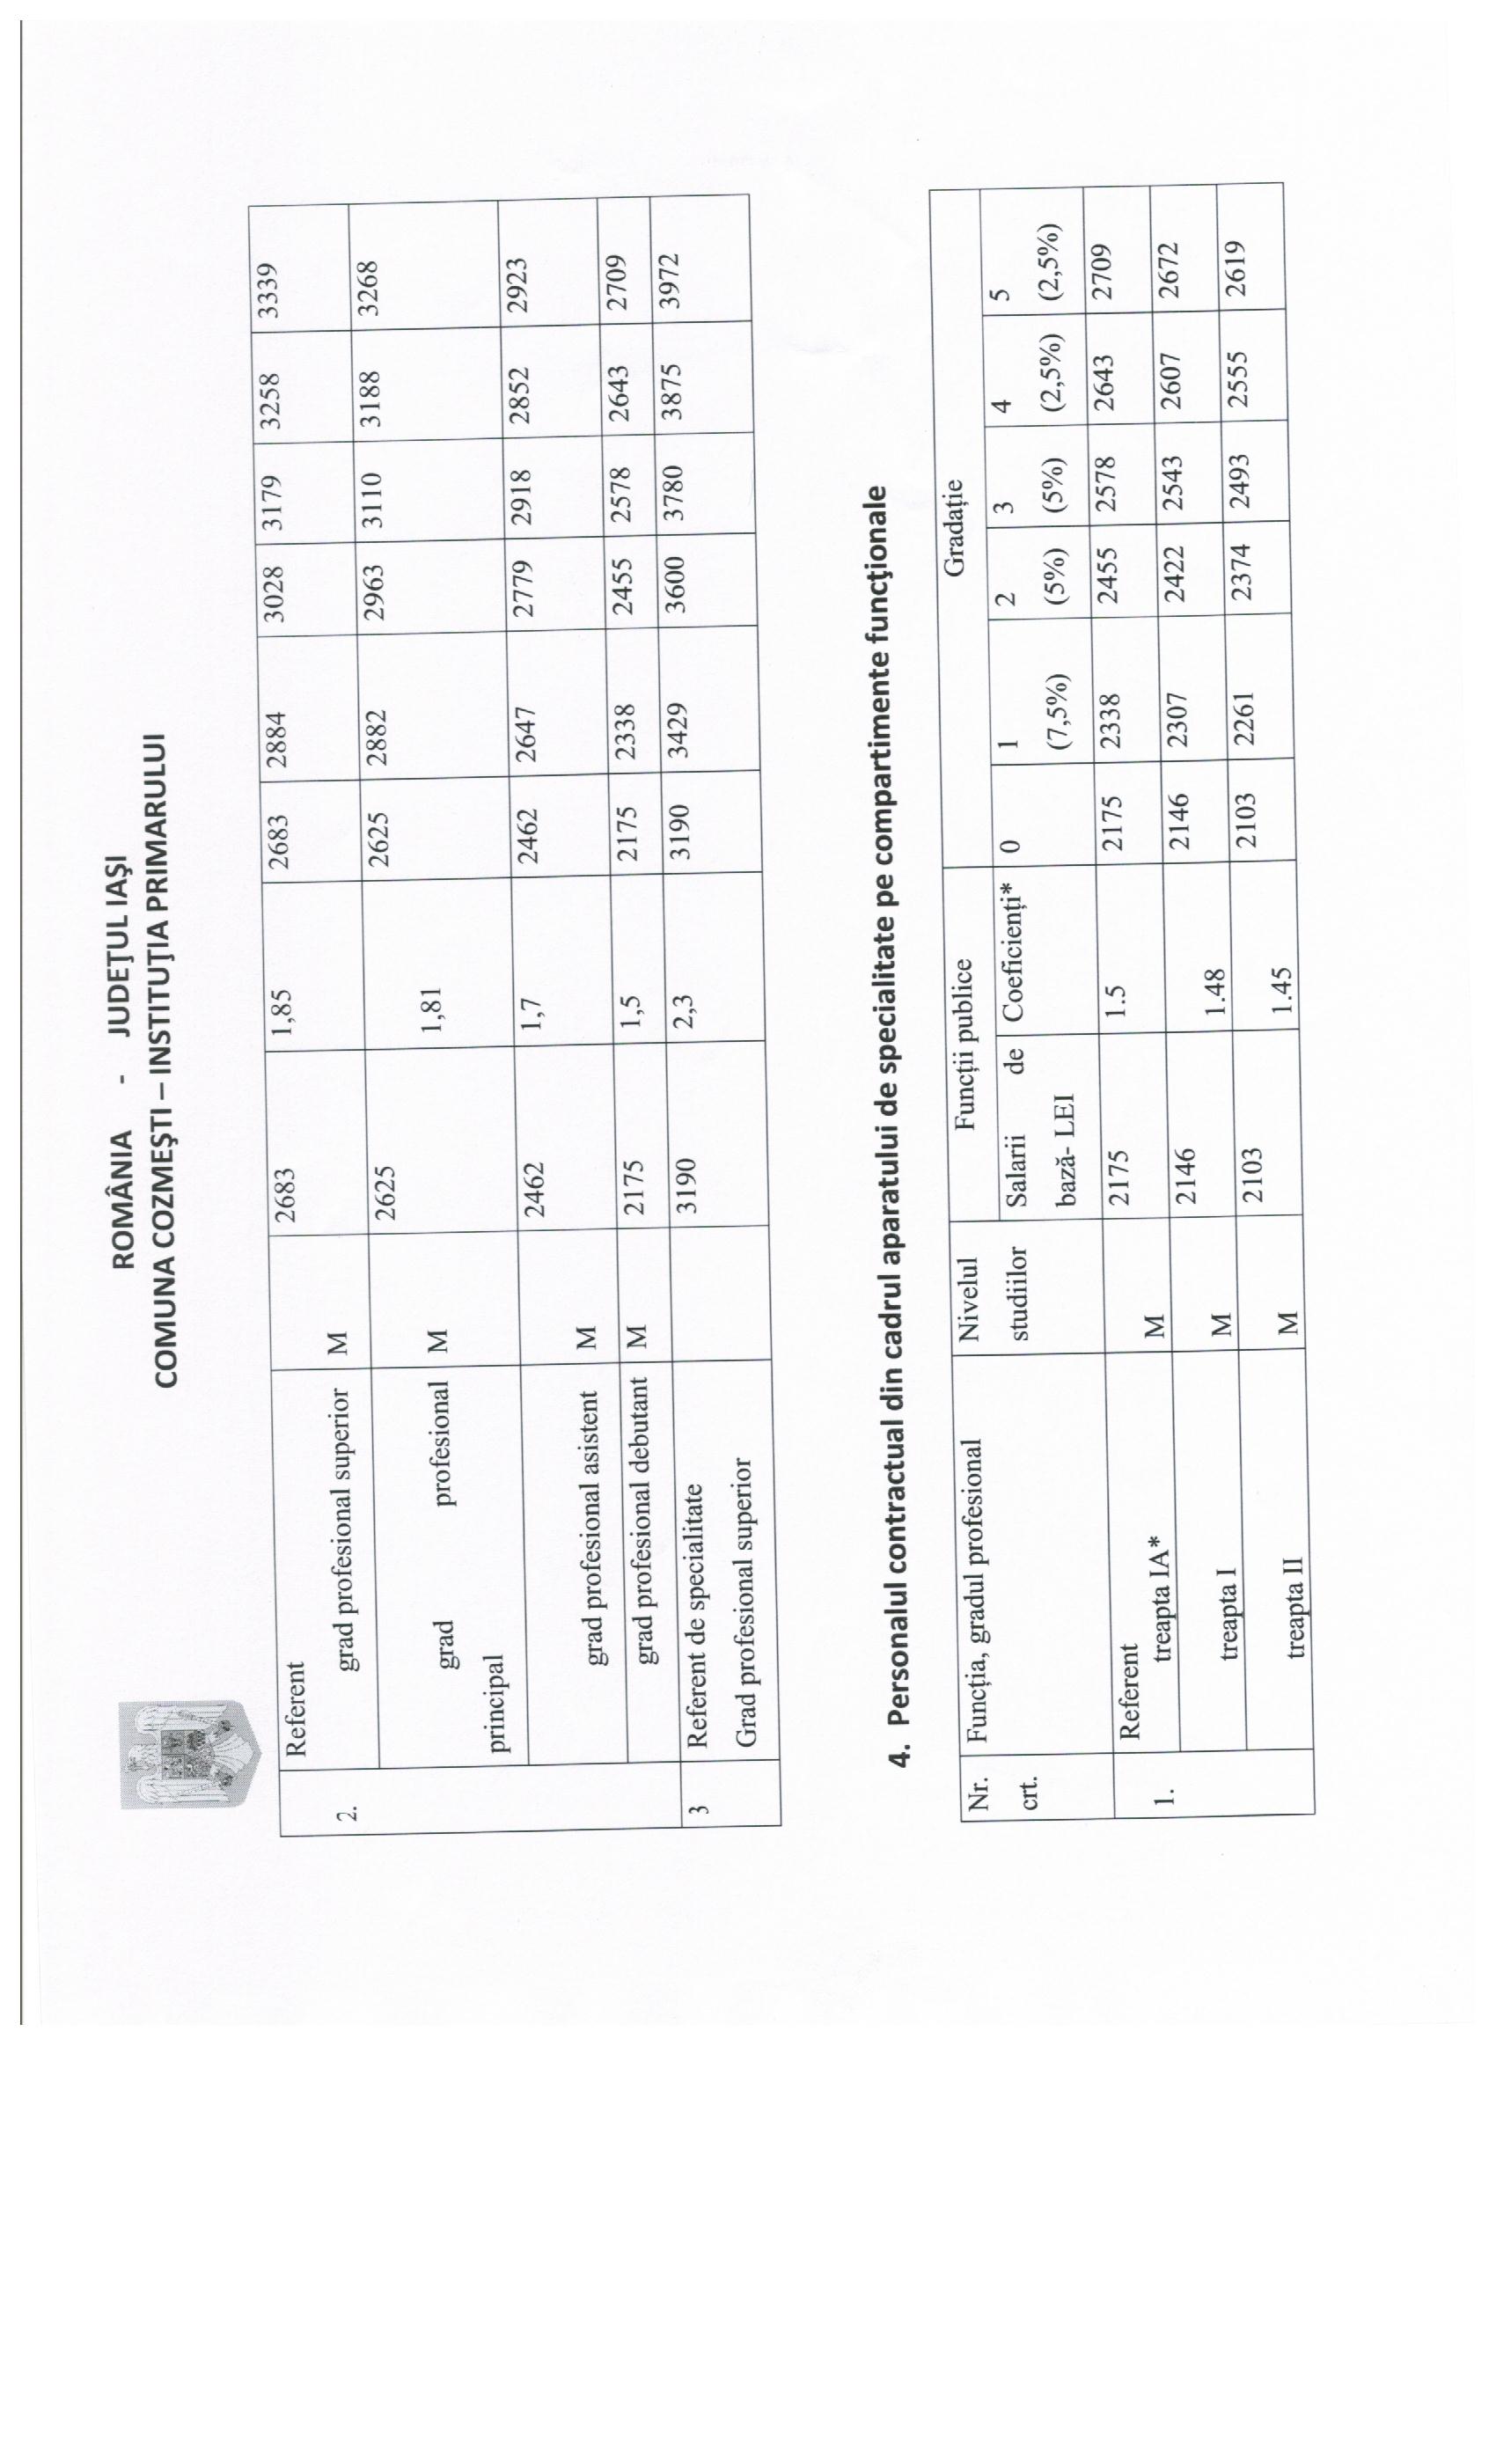 ROMÂNIA - JUDEŢUL IAŞI
COMUNA COZMEŞTI – INSTITUŢIA PRIMARULUI
2. Referent
grad profesional superior M 2683 1,85 2683 2884 3028 3179 3258 3339
grad profesional
principal M 2625 1,81 2625 2882 2963 3110 3188 3268
grad profesional asistent M 2462 1,7 2462 2647 2779 2918 2852 2923
grad profesional debutant M 2175 1,5 2175 2338 2455 2578 2643 2709
3 Referent de specialitate 3190 2,3 3190 3429 3600 3780 3875 3972
Grad profesional superior
4. Personalul contractual din cadrul aparatului de specialitate pe compartimente funcţionale
Nr. Funcția, gradul profesional Nivelul Funcții publice Gradație
crt. studiilor Salarii de Coeficienți* 0 1 2 3 4 5
bază- LEI (7,5%) (5%) (5%) (2,5%) (2,5%)
1. Referent 2175 1.5 2175 2338 2455 2578 2643 2709
treapta IA* M
2146 2146 2307 2422 2543 2607 2672
treapta I M 1.48
2103 2103 2261 2374 2493 2555 2619
treapta II M 1.45